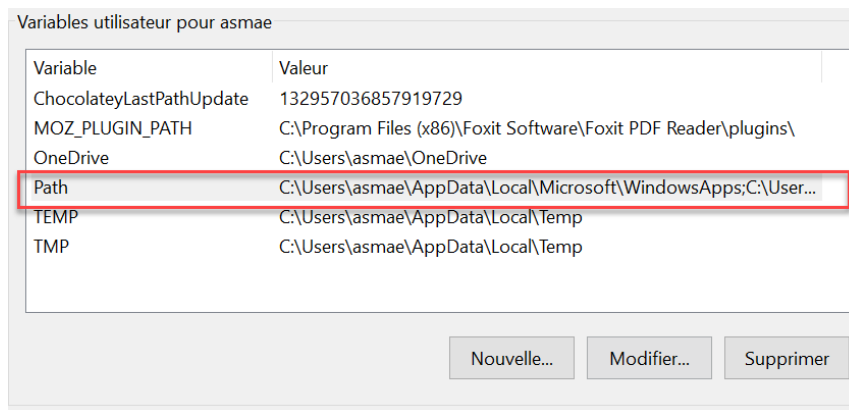 Variables utilisateur pour asmae
Variable Valeur
ChocolateyLastPathUpdate 132957036857919729
MOZ_PLUGIN_PATH C:\Program Files (x86)\Foxit Software\Foxit PDF Reader\plugins\
OneDrive C:\Users\asmae\OneDrive
Path C:\Users\asmae\AppData\Local\Microsoft\WindowsApps;C:\User...
TEMP C:\Users\asmae\AppData\Local\Temp
TMP C:\Users\asmae\AppData\Local\Temp
Nouvelle... Modifier... Supprimer